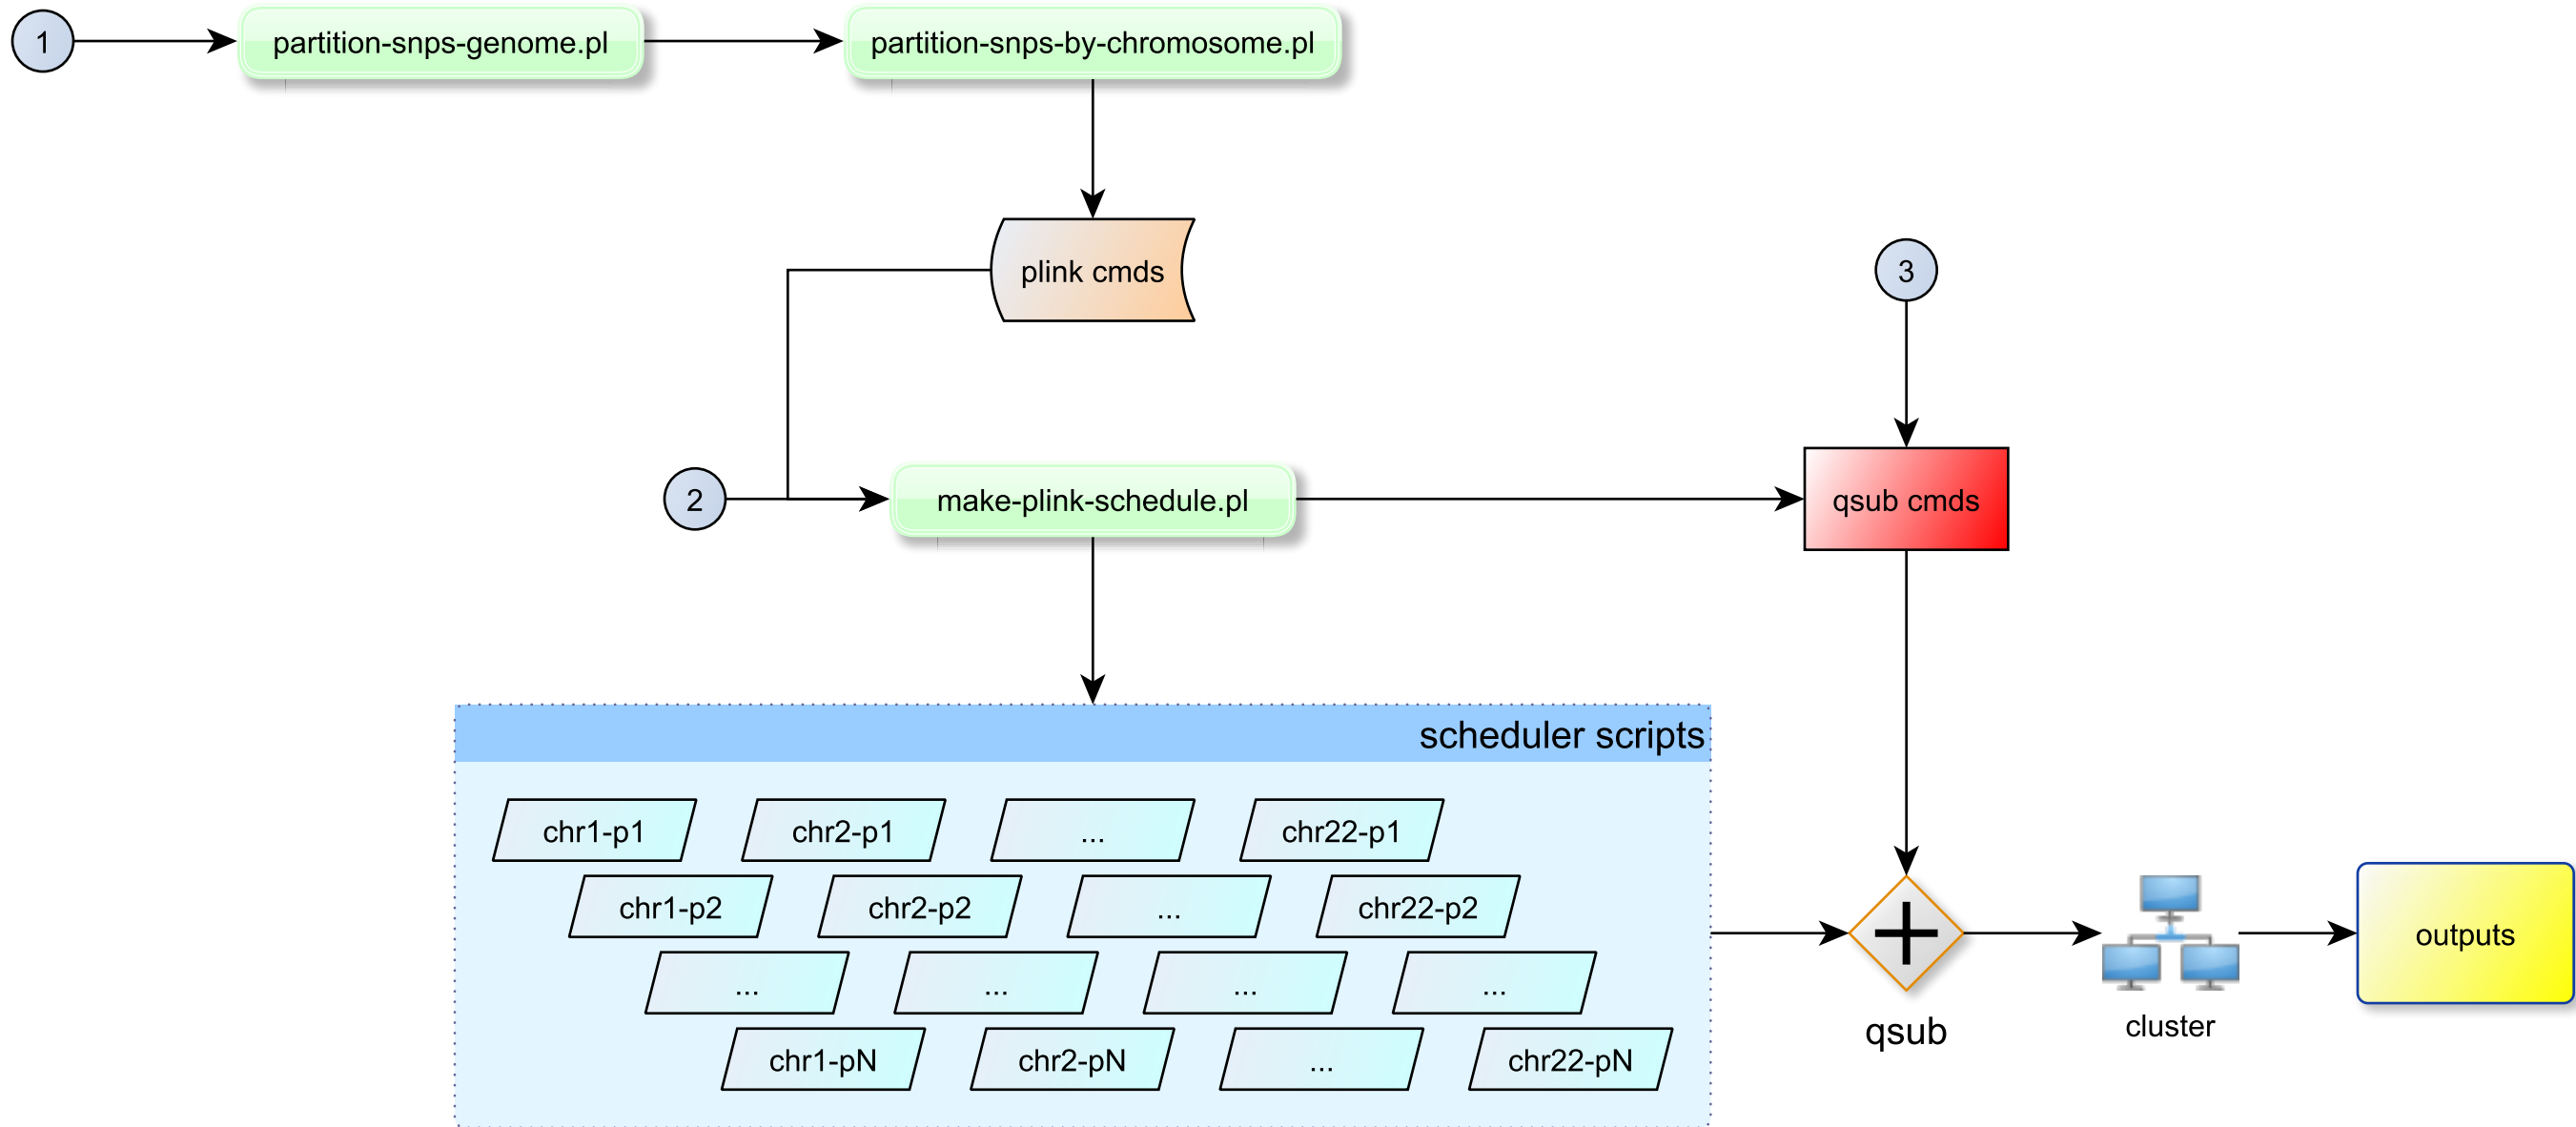 1
partition-snps-genome.pl
partition-snps-by-chromosome.pl
plink cmds
3
2
make-plink-schedule.pl
qsub cmds
scheduler scripts
chr1-p1
chr2-p1
...
chr22-p1
chr1-p2
chr2-p2
...
chr22-p2
...
...
...
...
chr1-pN
chr2-pN
...
chr22-pN
qsub
cluster
outputs